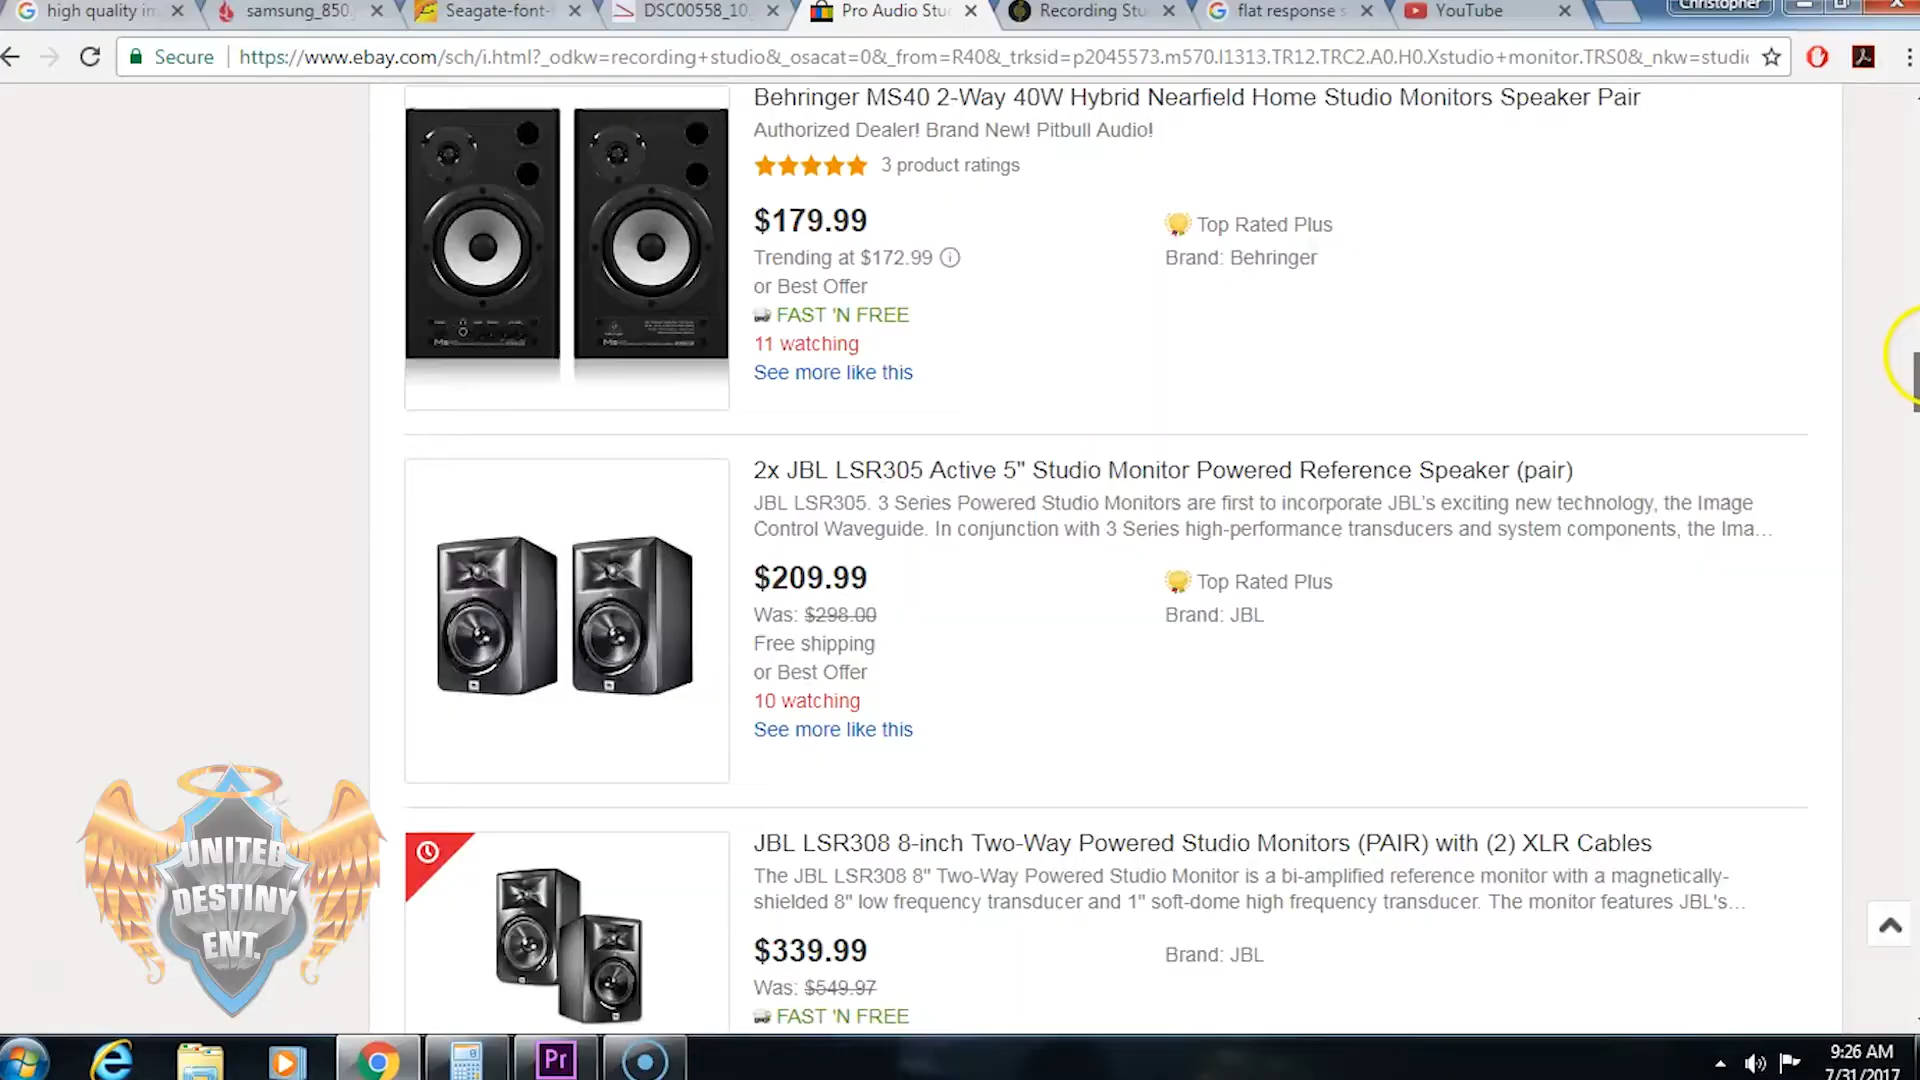 high quality im
samsung_850
Seagate-font-
DSC00558_10
Pro Audio Stu
Recording Stu
flat response s
YouTube
Christopher
Secure
https://www.ebay.com/sch/i.html?_odkw=recording+studio&_osacat=0&_from=R40&_trksid=p2045573.m570.l1313.TR12.TRC2.A0.H0.Xstudio+monitor.TRS0&_nkw=studio
Behringer MS40 2-Way 40W Hybrid Nearfield Home Studio Monitors Speaker Pair
Authorized Dealer! Brand New! Pitbull Audio!
3 product ratings
$179.99
Top Rated Plus
Trending at $172.99
Brand: Behringer
or Best Offer
FAST 'N FREE
11 watching
See more like this
2x JBL LSR305 Active 5" Studio Monitor Powered Reference Speaker (pair)
JBL LSR305. 3 Series Powered Studio Monitors are first to incorporate JBL's exciting new technology, the Image
Control Waveguide. In conjunction with 3 Series high-performance transducers and system components, the Ima...
$209.99
Top Rated Plus
Was: $298.00
Brand: JBL
Free shipping
or Best Offer
10 watching
See more like this
JBL LSR308 8-inch Two-Way Powered Studio Monitors (PAIR) with (2) XLR Cables
The JBL LSR308 8" Two-Way Powered Studio Monitor is a bi-amplified reference monitor with a magnetically-
shielded 8" low frequency transducer and 1" soft-dome high frequency transducer. The monitor features JBL's...
$339.99
Brand: JBL
Was: $549.97
FAST 'N FREE
UNITED
DESTINY
ENT.
Pr
9:26 AM
7/31/2017